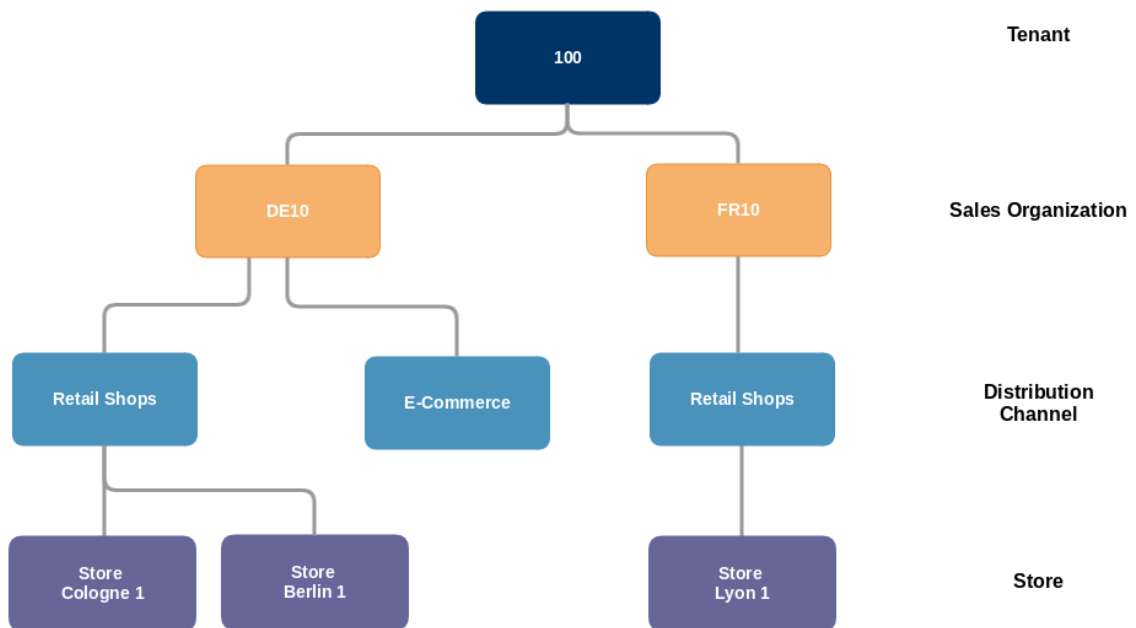 100
Tenant
DE10
FR10
Sales Organization
Retail Shops
E-Commerce
Retail Shops
Distribution
Channel
Store
Cologne 1
Store
Berlin 1
Store
Lyon 1
Store